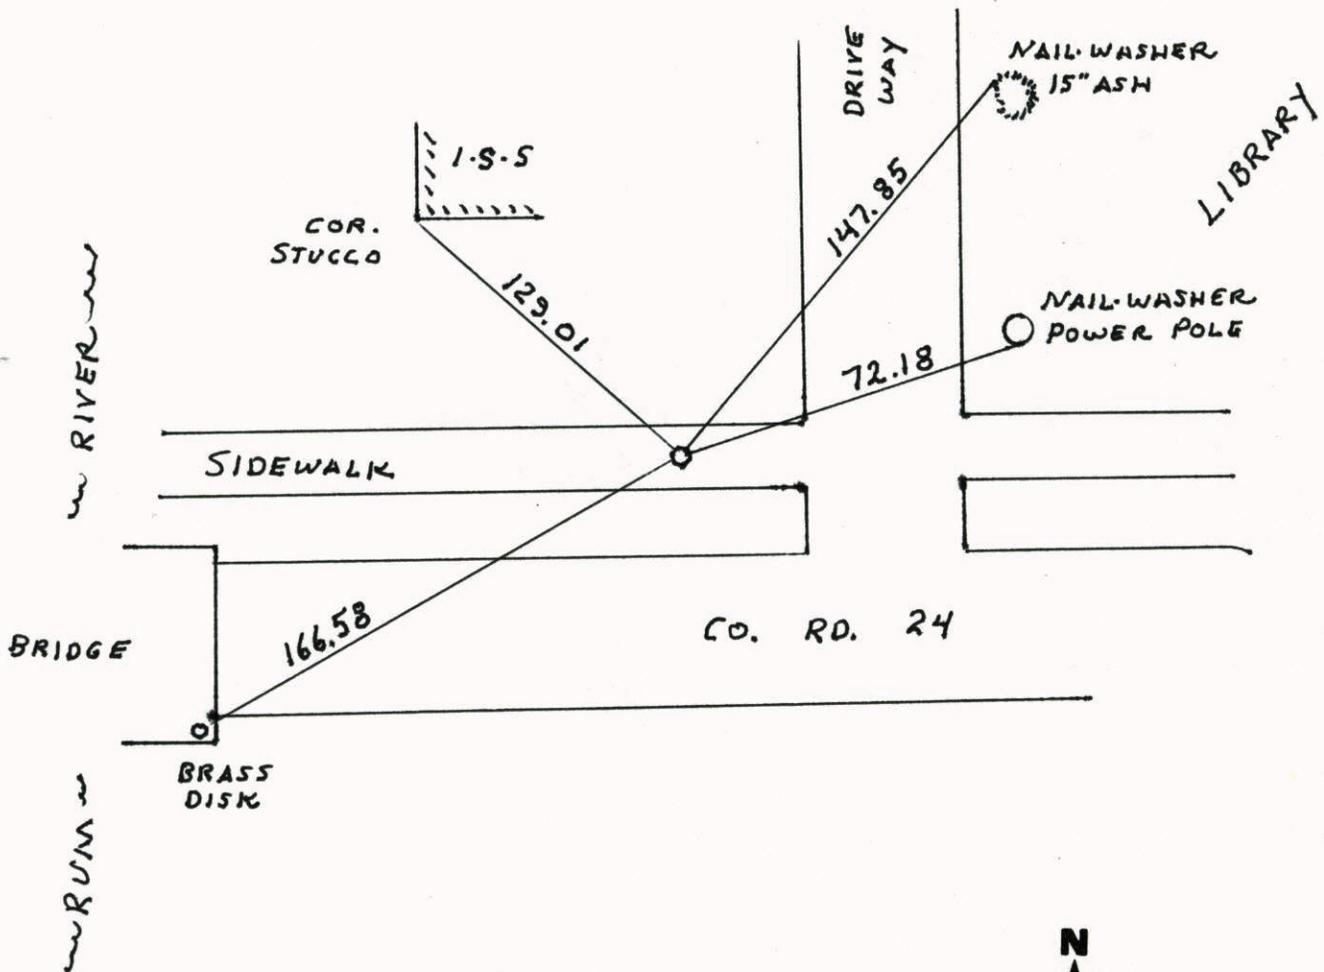 DRIVE
WAY
NAIL-WASHER
15" ASH
LIBRARY
1-S-S
COR.
STUCCO
147.85
129.01
NAIL-WASHER
POWER POLE
72.18
RIVER
SIDEWALK
166.58
CO. RD. 24
BRIDGE
BRASS
DISK
RUM
N